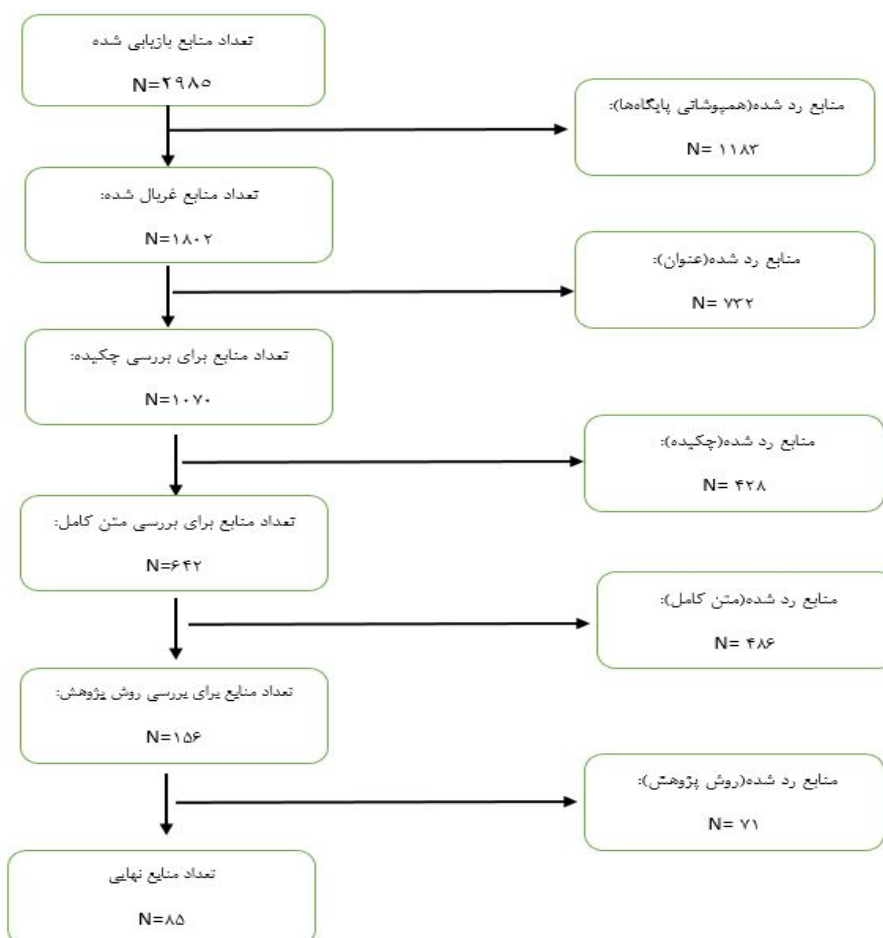 تعداد منابع بازیابی شده
N=۲۹۸۵
منابع رد شده(همپوشاتی پایگاه‌ها):
N= ۱۱۸۳
تعداد منابع غربال شده:
N=۱۸۰۲
منابع رد شده(عنوان):
N= ۷۳۲
تعداد منابع برای بررسی چکیده:
N=۱۰۷۰
منابع رد شده(چکیده):
N= ۴۲۸
تعداد منابع برای بررسی متن کامل:
N=۶۴۲
منابع رد شده(متن کامل):
N= ۴۸۶
تعداد منابع برای بررسی روش پژوهش:
N=۱۵۶
منابع رد شده(روش پژوهش):
N= ۷۱
تعداد منابع نهایی
N=۸۵